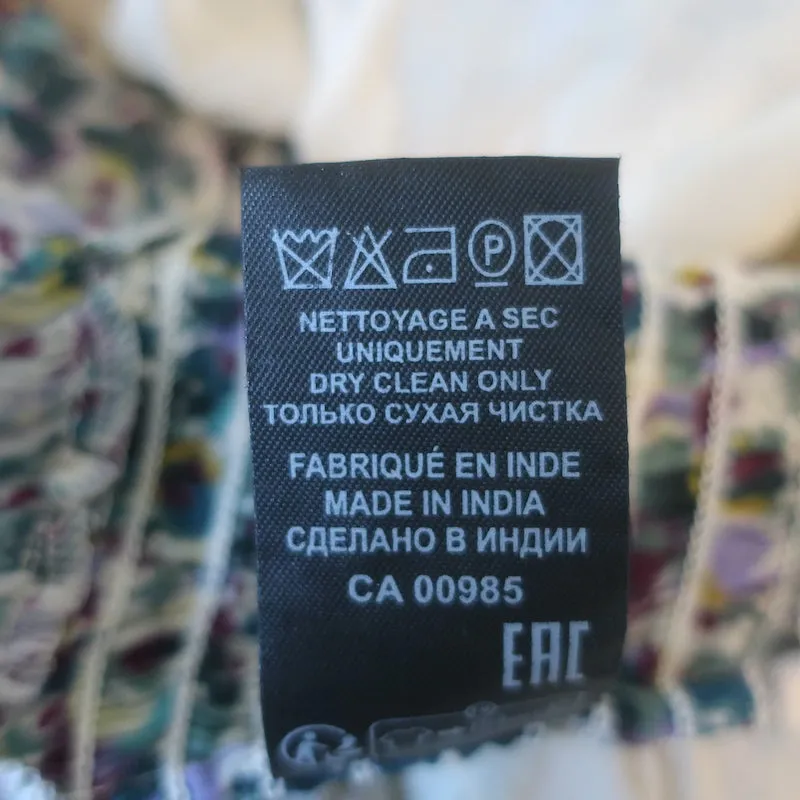 P
NETTOYAGE A SEC
UNIQUEMENT
DRY CLEAN ONLY
ТОЛЬКО СУХАЯ ЧИСТКА
FABRIQUÉ EN INDE
MADE IN INDIA
СДЕЛАНО В ИНДИИ
CA 00985
EAC